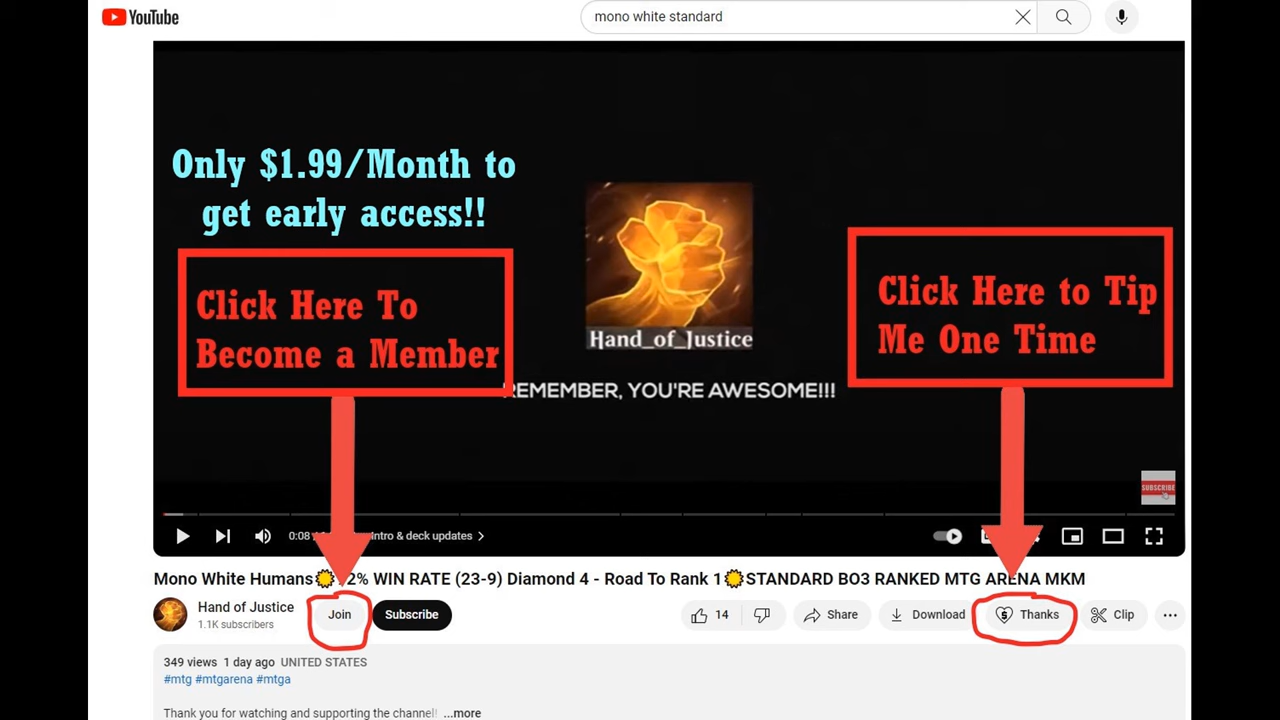 YouTube
mono white standard
Only $1.99/Month to
get early access!!
Click Here To
Become a Member
Click Here to Tip
Me One Time
Hand_of_Justice
REMEMBER, YOU'RE AWESOME!!!
SUBSCRIBE
0:08
Intro & deck updates
Mono White Humans 2% WIN RATE (23-9) Diamond 4 - Road To Rank 1 STANDARD BO3 RANKED MTG ARENA MKM
Hand of Justice
1.1K subscribers
Join
Subscribe
14
Share
Download
Thanks
Clip
349 views 1 day ago UNITED STATES
#mtg #mtgarena #mtga
Thank you for watching and supporting the channel! ...more